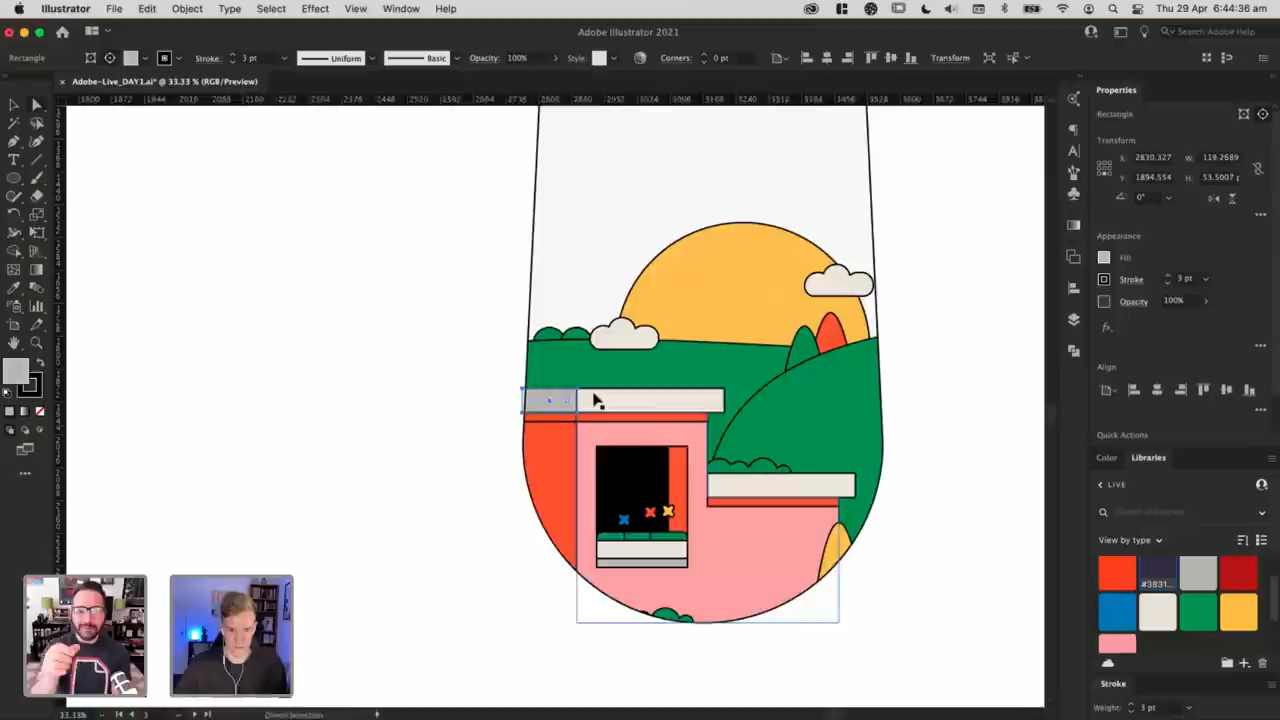 Illustrator File Edit Object Type Select Effect View Window Help Thu 29 Apr 6:44:36 am
Adobe Illustrator 2021 Search Adobe Help
Rectangle Stroke: 3 pt Uniform Basic Opacity: 100% Style: Corners: 0 pt Transform
× Adobe-Live_DAY1.ai* @ 33.33 % (RGB/Preview)
Properties
Rectangle
Transform
X: 2830.327 W: 119.2689
Y: 1894.554 H: 53.5007 p
0°
Appearance
Fill
Stroke 3 pt
Opacity 100%
fx
Align
Quick Actions
Color Libraries
LIVE
View by type
#3831...
Stroke
Weight: 3 pt
33.33% 3